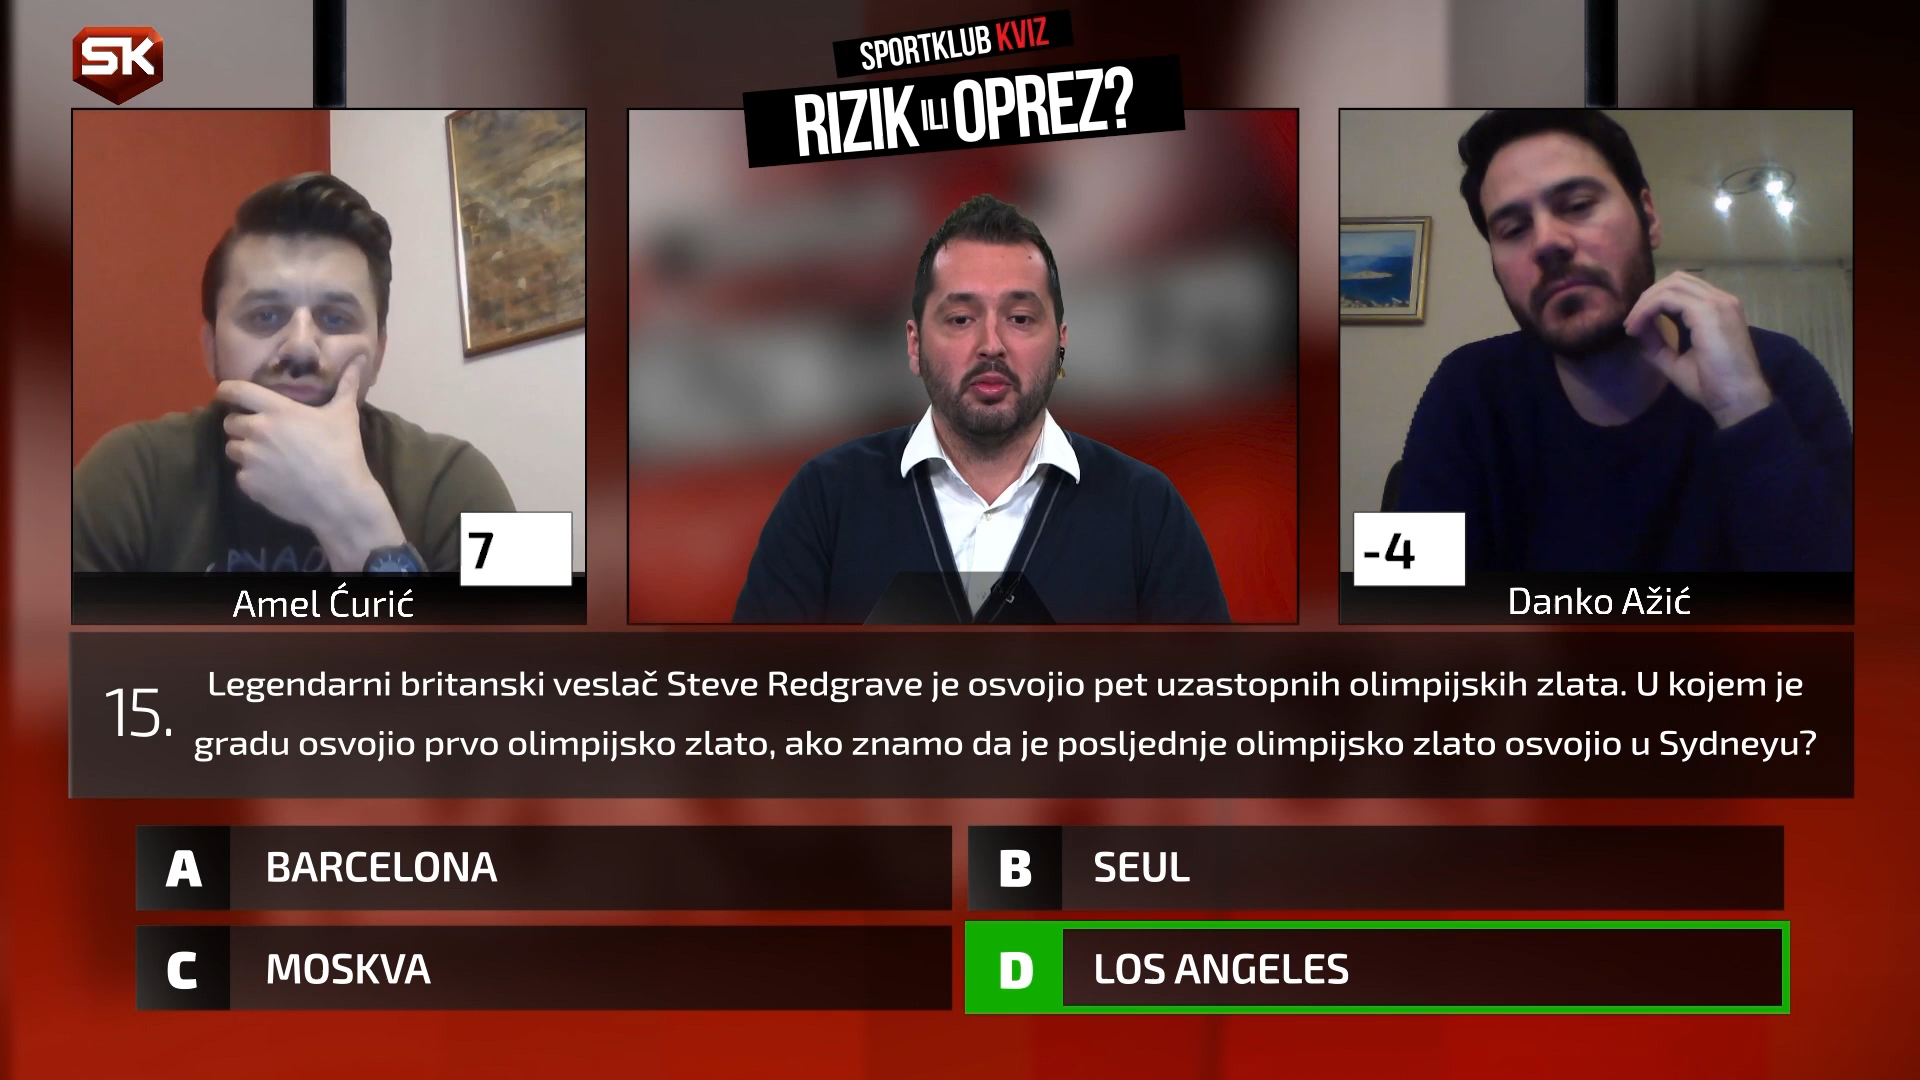 SK
SPORTKLUB KVIZ
RIZIK ILI OPREZ?
7
-4
Amel Ćurić
Danko Ažić
15.
Legendarni britanski veslač Steve Redgrave je osvojio pet uzastopnih olimpijskih zlata. U kojem je
gradu osvojio prvo olimpijsko zlato, ako znamo da je posljednje olimpijsko zlato osvojio u Sydneyu?
A BARCELONA
B SEUL
C MOSKVA
D LOS ANGELES